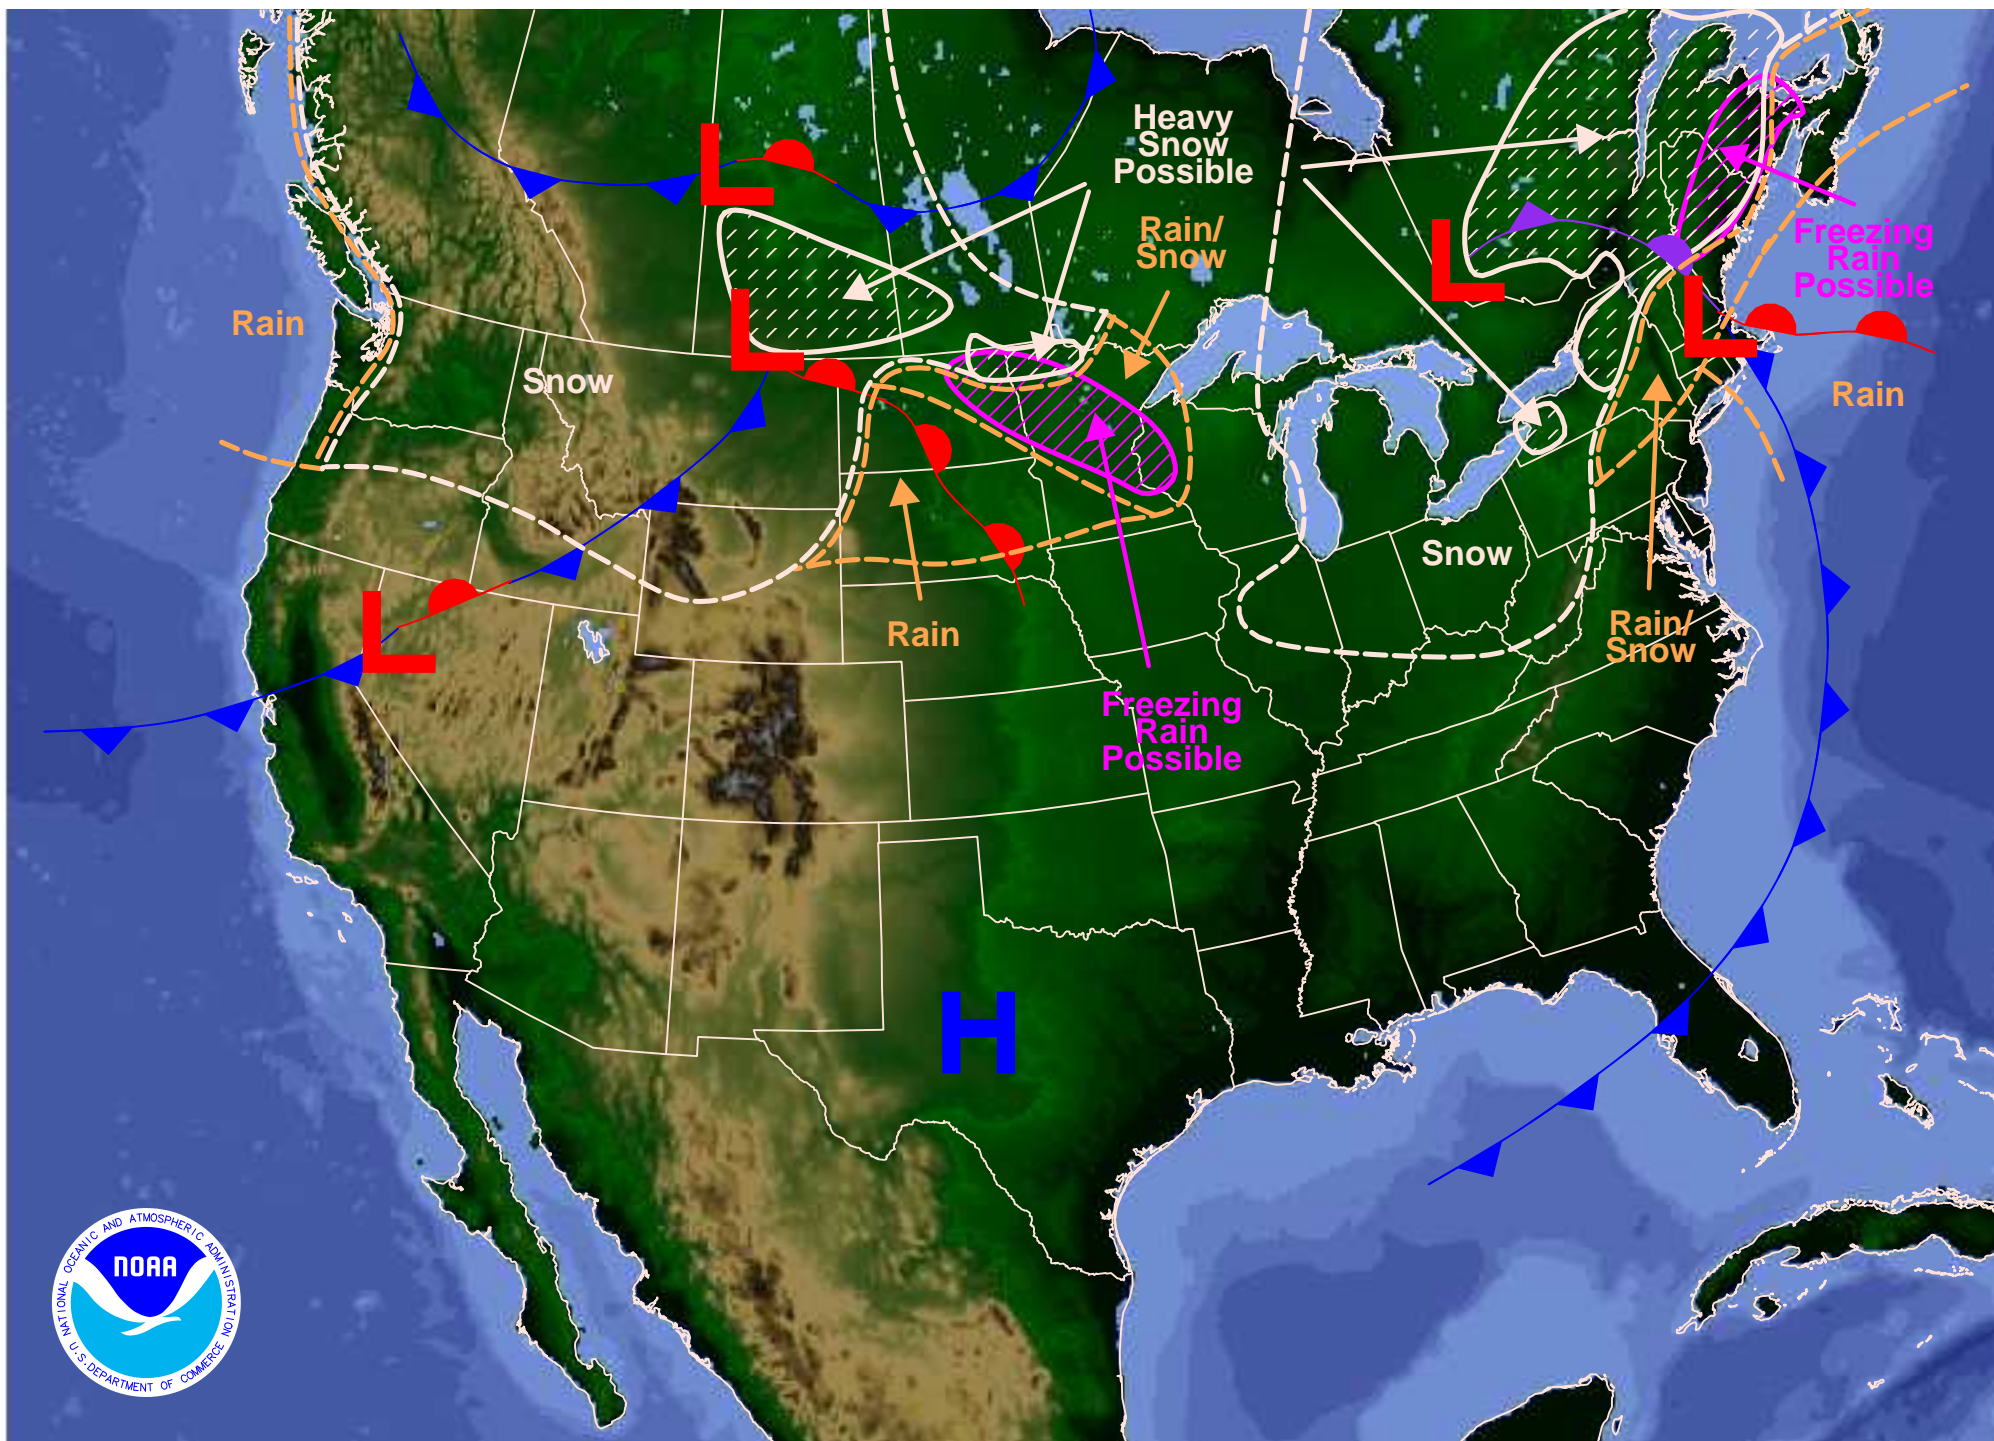 Heavy
Snow
Possible
L
Rain/
Snow
Freezing
Rain
Possible
L
Rain
L
L
Snow
Rain
L
Snow
Rain
Rain/
Snow
L
Freezing
Rain
Possible
H
NATIONAL OCEANIC AND ATMOSPHERIC ADMINISTRATION
NOAA
U.S. DEPARTMENT OF COMMERCE